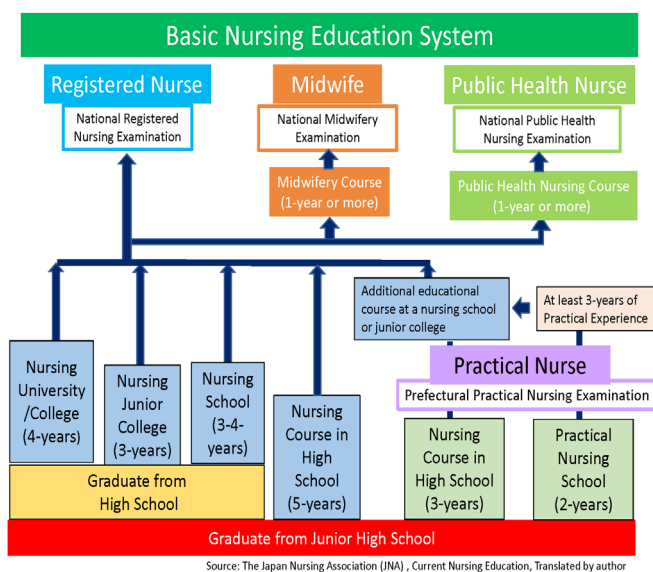 Basic Nursing Education System
Registered Nurse
National Registered
Nursing Examination
Midwife
National Midwifery
Examination
Public Health Nurse
National Public Health
Nursing Examination
Midwifery Course
(1-year or more)
Public Health Nursing Course
(1-year or more)
Additional educational
course at a nursing school
or junior college
At least 3-years of
Practical Experience
Practical Nurse
Prefectural Practical Nursing Examination
Nursing
University
/College
(4-years)
Nursing
Junior
College
(3-years)
Nursing
School
(3-4-
years)
Nursing
Course in
High
School
(5-years)
Nursing
Course in
High School
(3-years)
Practical
Nursing
School
(2-years)
Graduate from
High School
Graduate from Junior High School
Source: The Japan Nursing Association (JNA) , Current Nursing Education, Translated by author